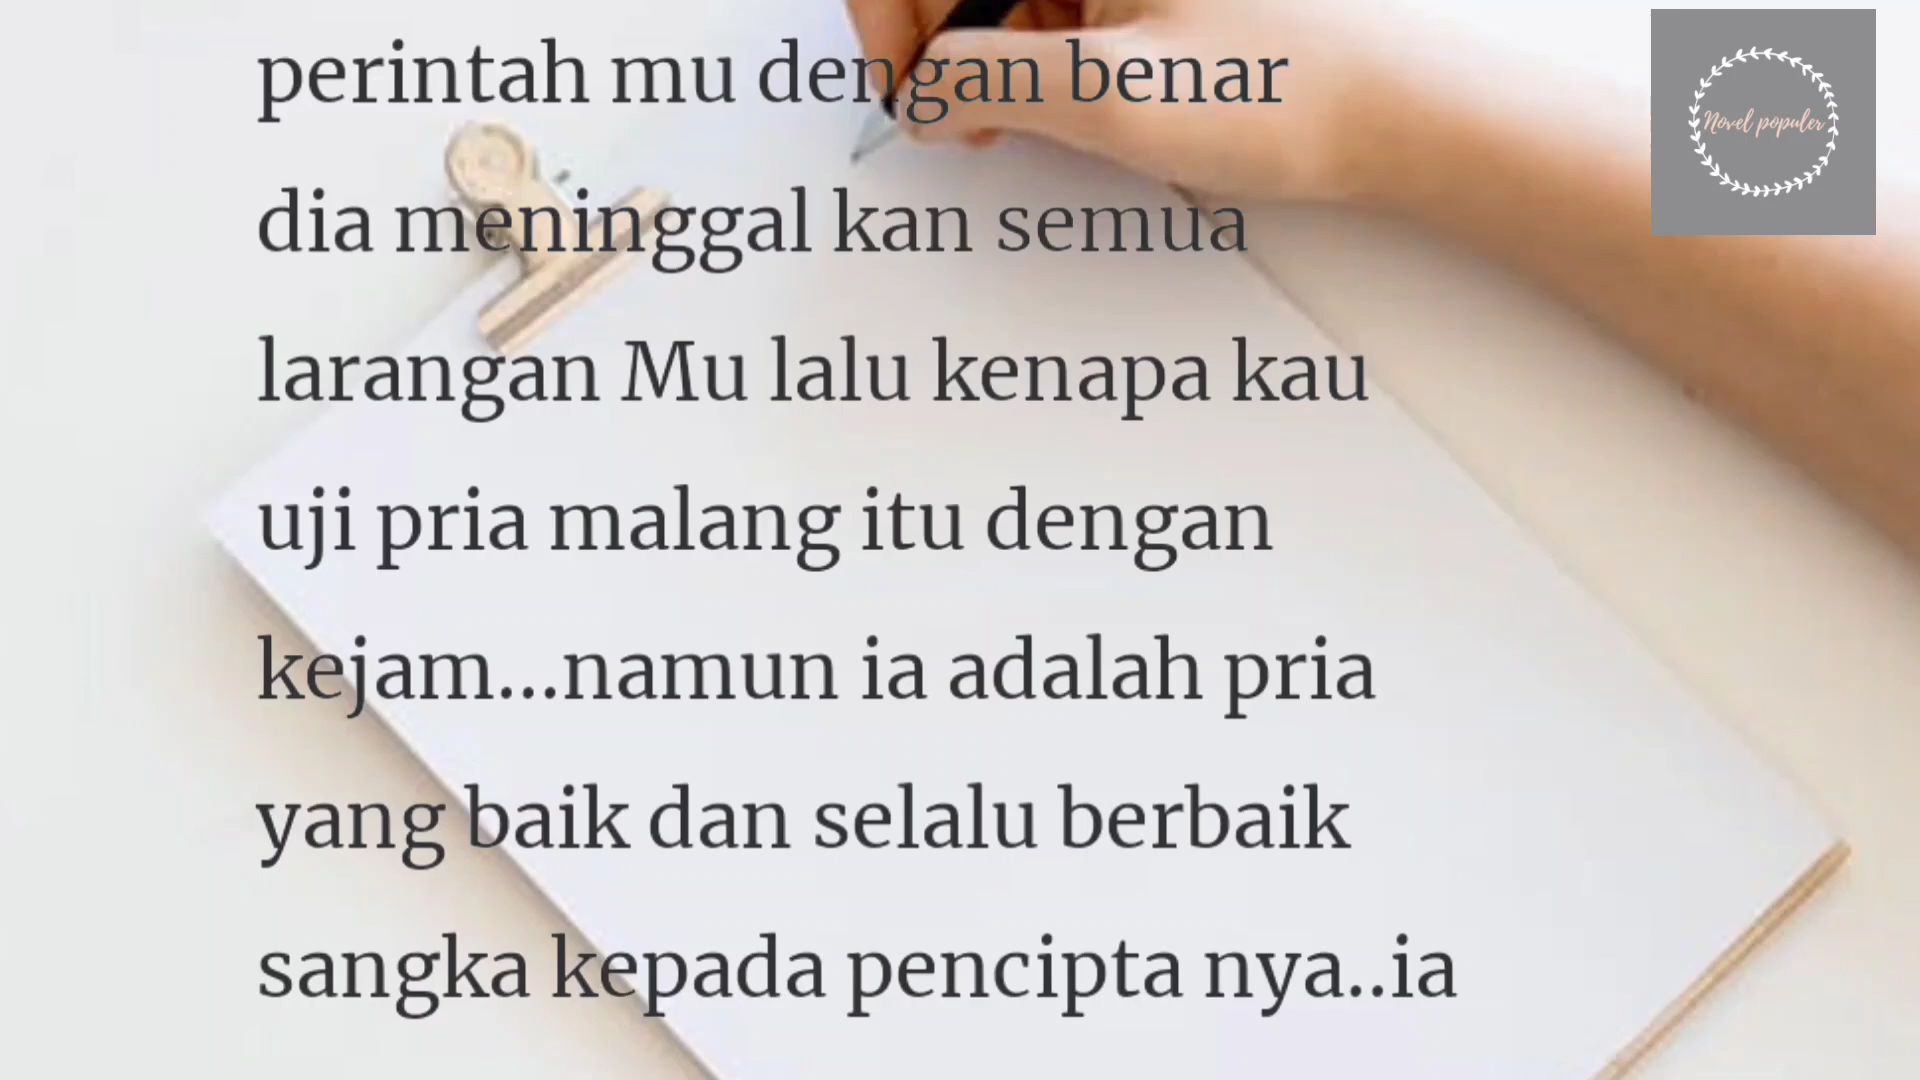 perintah mu dengan benar
dia meninggal kan semua
larangan Mu lalu kenapa kau
uji pria malang itu dengan
kejam...namun ia adalah pria
yang baik dan selalu berbaik
sangka kepada pencipta nya..ia
Novel populer